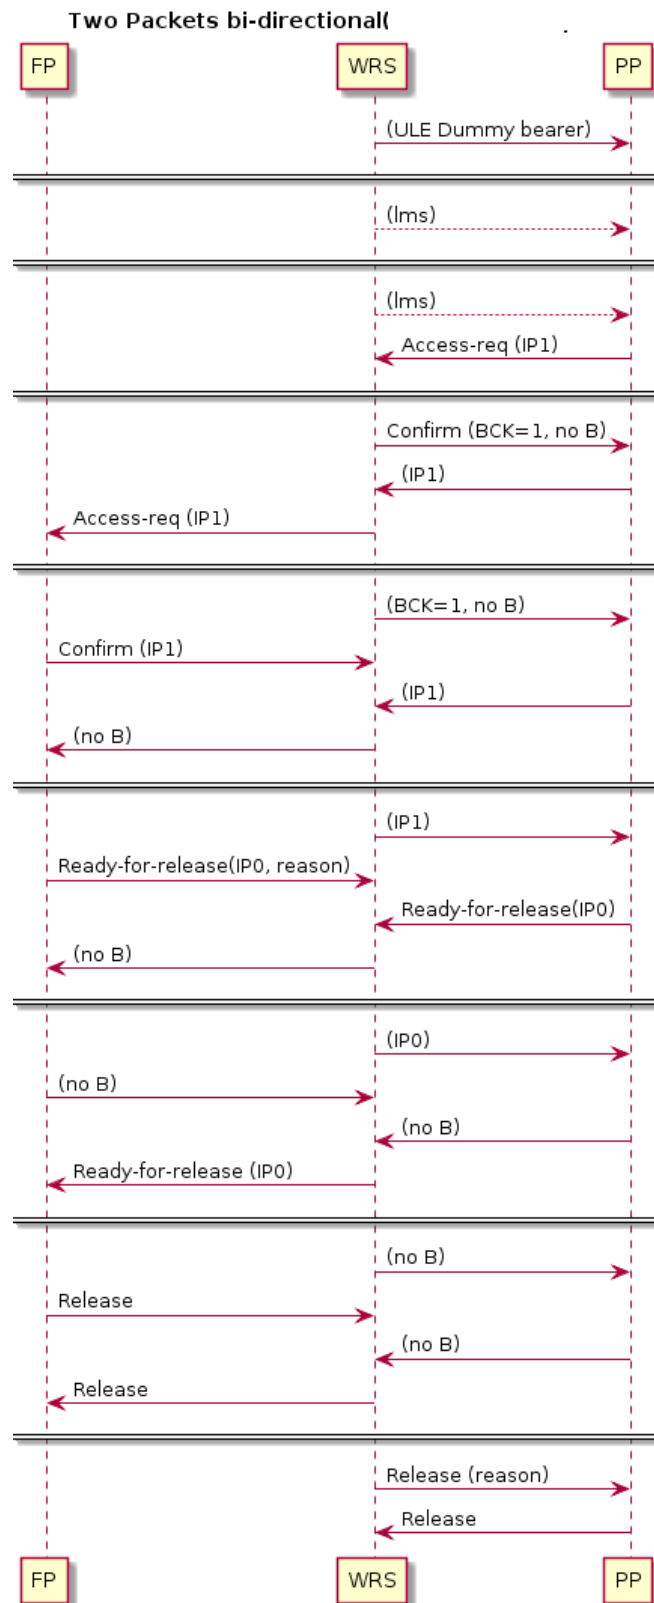 Two Packets bi-directional(
FP WRS PP
(ULE Dummy bearer)
(lms)
(lms)
Access-req (IP1)
Confirm (BCK=1, no B)
(IP1)
Access-req (IP1)
(BCK=1, no B)
Confirm (IP1)
(IP1)
(no B)
(IP1)
Ready-for-release(IP0, reason)
Ready-for-release(IP0)
(no B)
(IP0)
(no B)
(no B)
Ready-for-release (IP0)
(no B)
Release
(no B)
Release
Release (reason)
Release
FP WRS PP